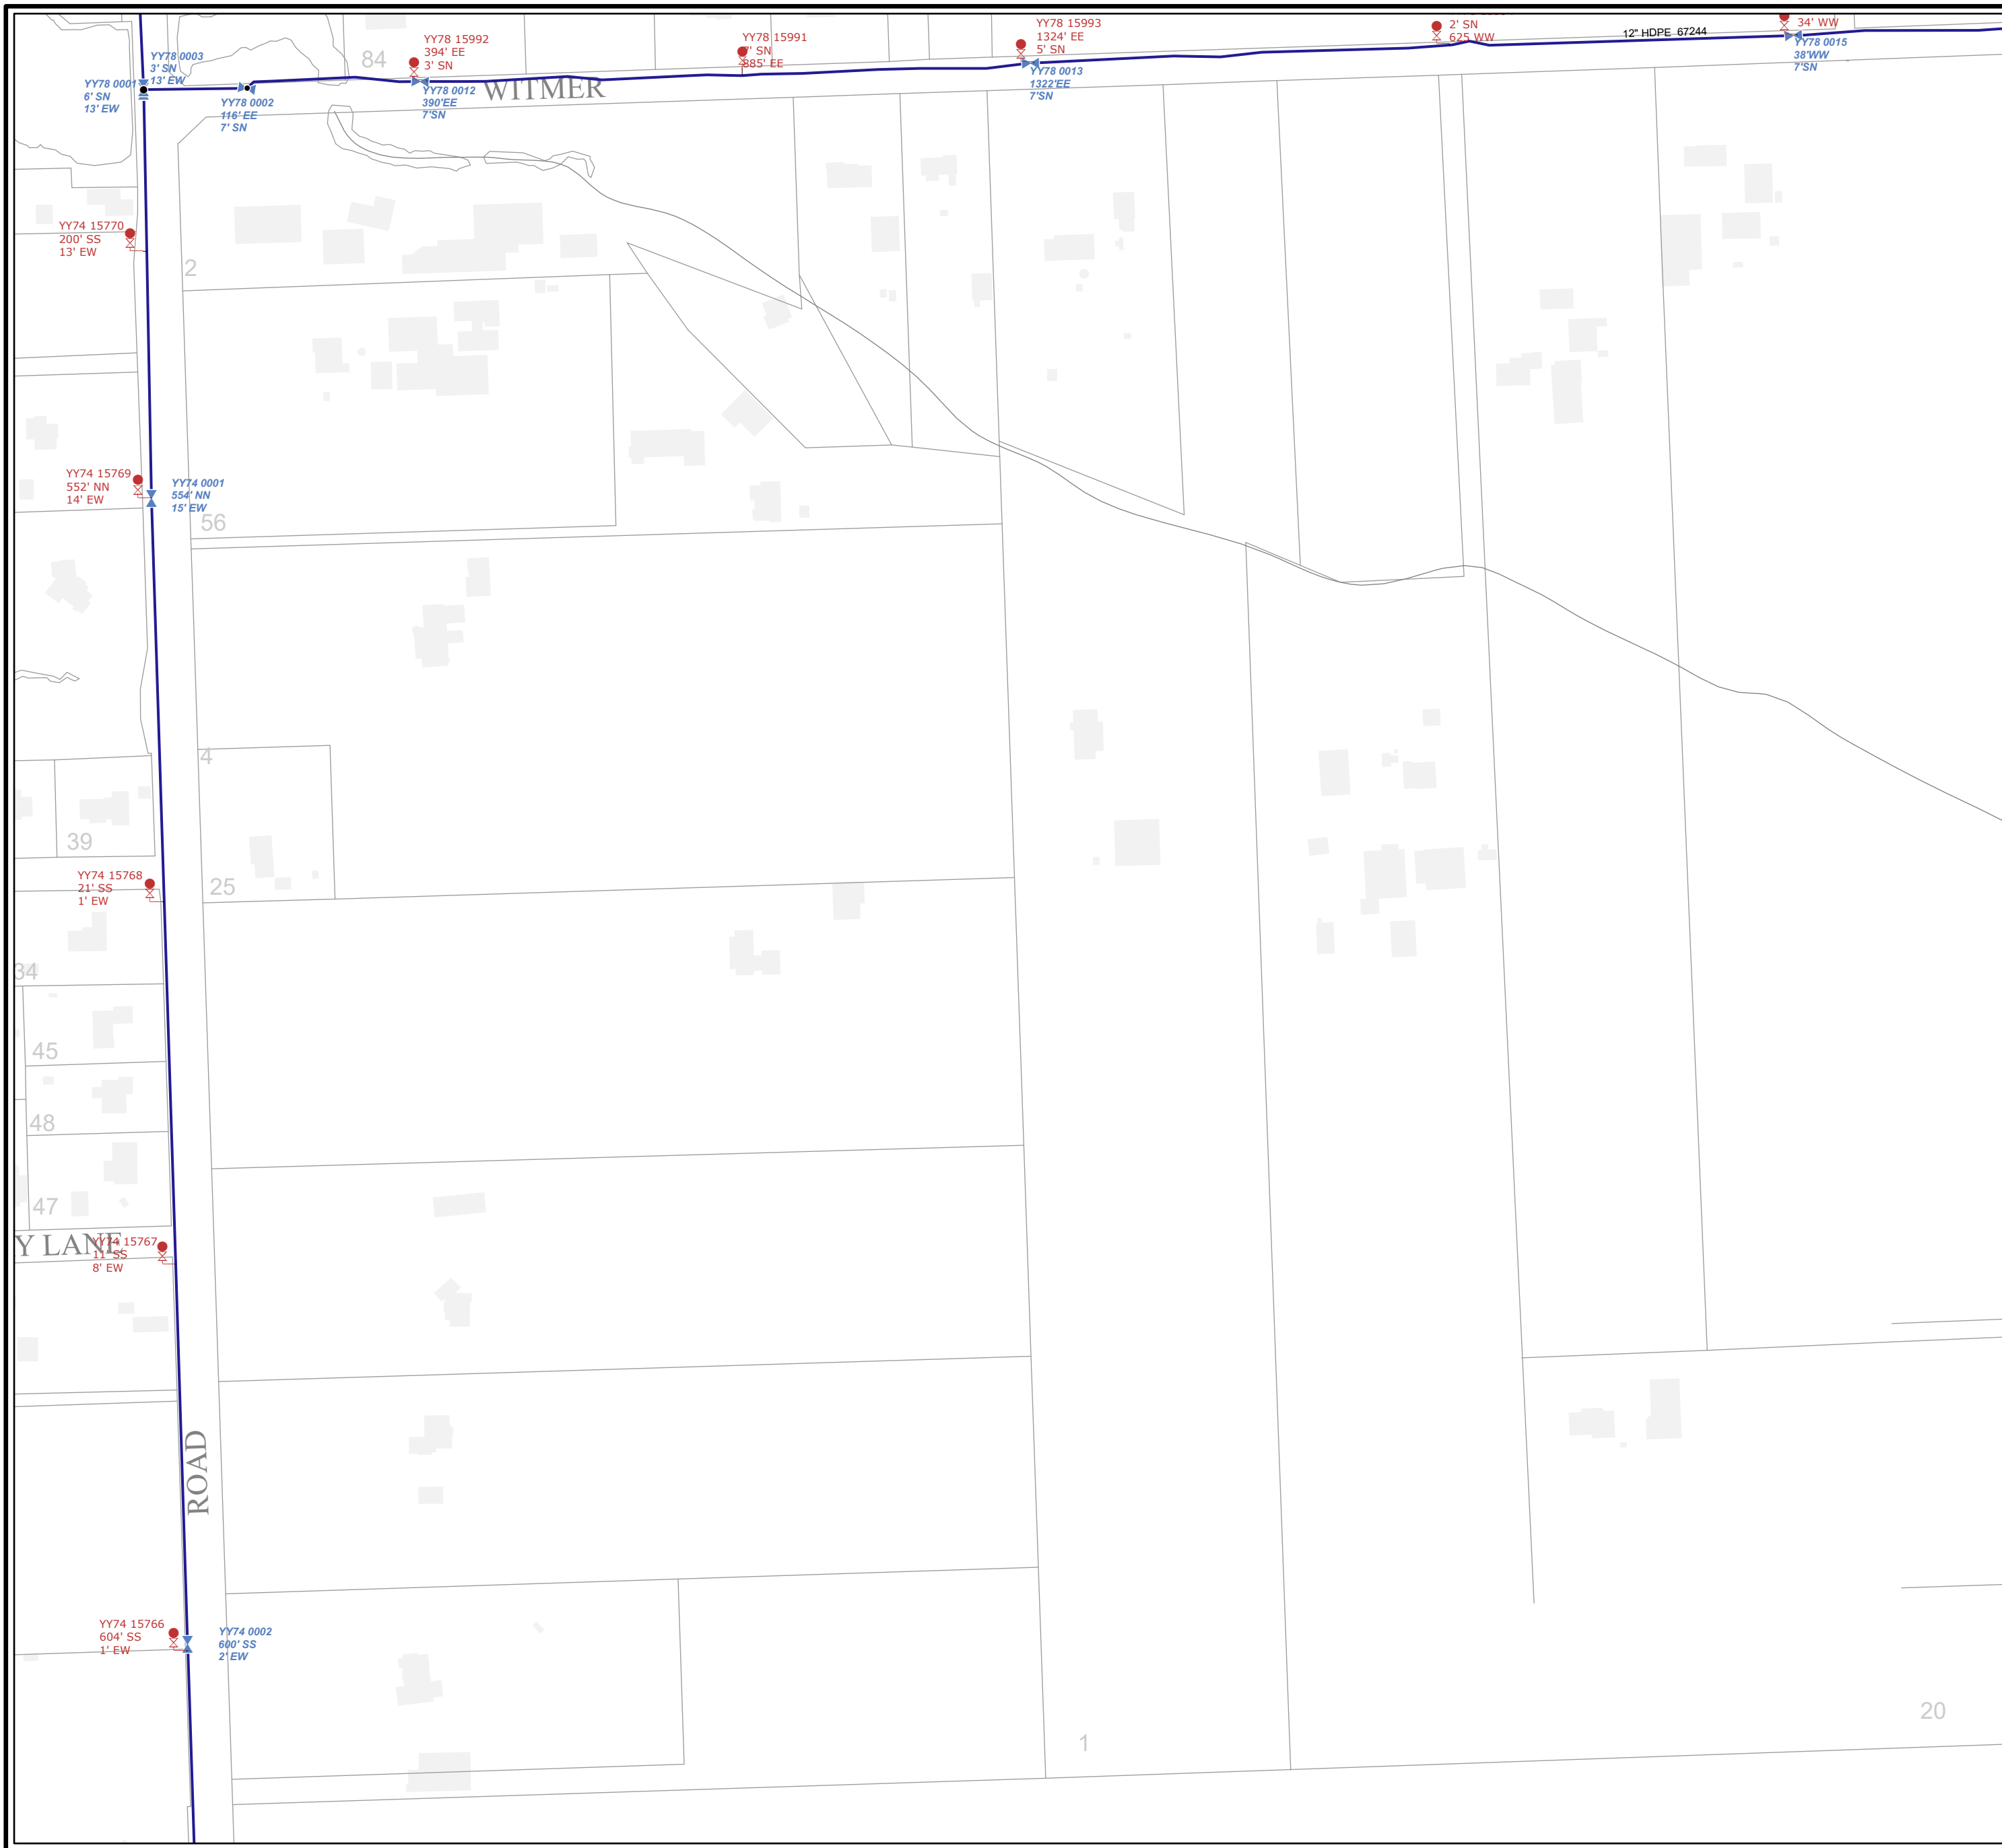 YY78 0003
3' SN
13' EW
YY78 0001
6' SN
13' EW
YY78 0002
116' EE
7' SN
84
YY78 15992
394' EE
3' SN
YY78 0012
390'EE
7'SN
WITMER
YY78 15991
7' SN
885' EE
YY78 15993
1324' EE
5' SN
YY78 0013
1322'EE
7'SN
2' SN
625 WW
12" HDPE 67244
34' WW
YY78 0015
38'WW
7'SN
YY74 15770
200' SS
13' EW
2
YY74 15769
552' NN
14' EW
YY74 0001
554' NN
15' EW
56
4
39
YY74 15768
21' SS
1' EW
25
34
45
48
47
Y LANE
YY74 15767
11' SS
8' EW
ROAD
YY74 15766
604' SS
1' EW
YY74 0002
600' SS
2' EW
20
1